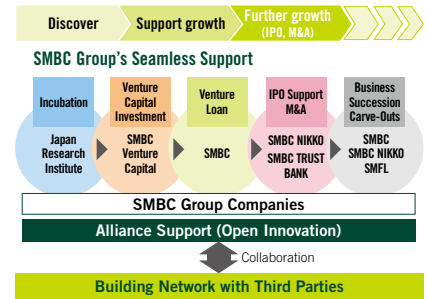 Discover
Support growth
Further growth
(IPO, M&A)
SMBC Group's Seamless Support
Incubation
Japan
Research
Institute
Venture
Capital
Investment
SMBC
Venture
Capital
Venture
Loan
SMBC
IPO Support
M&A
SMBC NIKKO
SMBC TRUST
BANK
Business
Succession
Carve-Outs
SMBC
SMBC NIKKO
SMFL
SMBC Group Companies
Alliance Support (Open Innovation)
Collaboration
Building Network with Third Parties